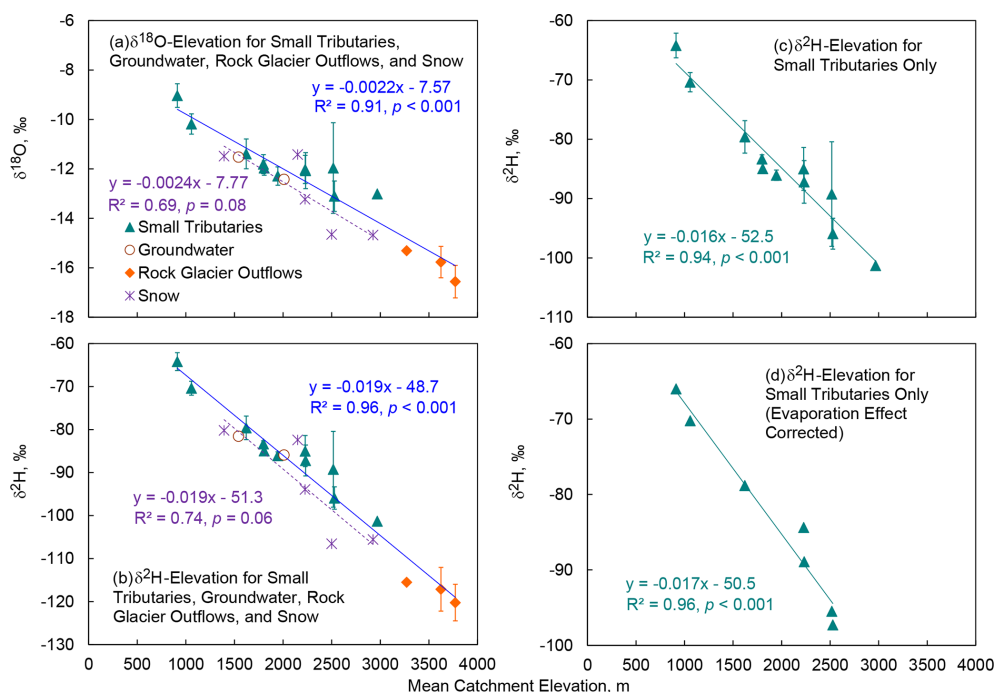 -6
-8
-10
-12
-14
-16
-18
δ¹⁸O, ‰
(a)δ¹⁸O-Elevation for Small Tributaries,
Groundwater, Rock Glacier Outflows, and Snow
y = -0.0022x - 7.57
R² = 0.91, p < 0.001
y = -0.0024x - 7.77
R² = 0.69, p = 0.08
Small Tributaries
Groundwater
Rock Glacier Outflows
Snow
-60
-70
-80
-90
-100
-110
δ²H, ‰
(c)δ²H-Elevation for
Small Tributaries Only
y = -0.016x - 52.5
R² = 0.94, p < 0.001
-60
-70
-80
-90
-100
-110
-120
-130
δ²H, ‰
y = -0.019x - 48.7
R² = 0.96, p < 0.001
y = -0.019x - 51.3
R² = 0.74, p = 0.06
(b)δ²H-Elevation for Small
Tributaries, Groundwater, Rock
Glacier Outflows, and Snow
0 500 1000 1500 2000 2500 3000 3500 4000
-60
-70
-80
-90
-100
δ²H, ‰
(d)δ²H-Elevation for
Small Tributaries Only
(Evaporation Effect
Corrected)
y = -0.017x - 50.5
R² = 0.96, p < 0.001
0 500 1000 1500 2000 2500 3000 3500 4000
Mean Catchment Elevation, m